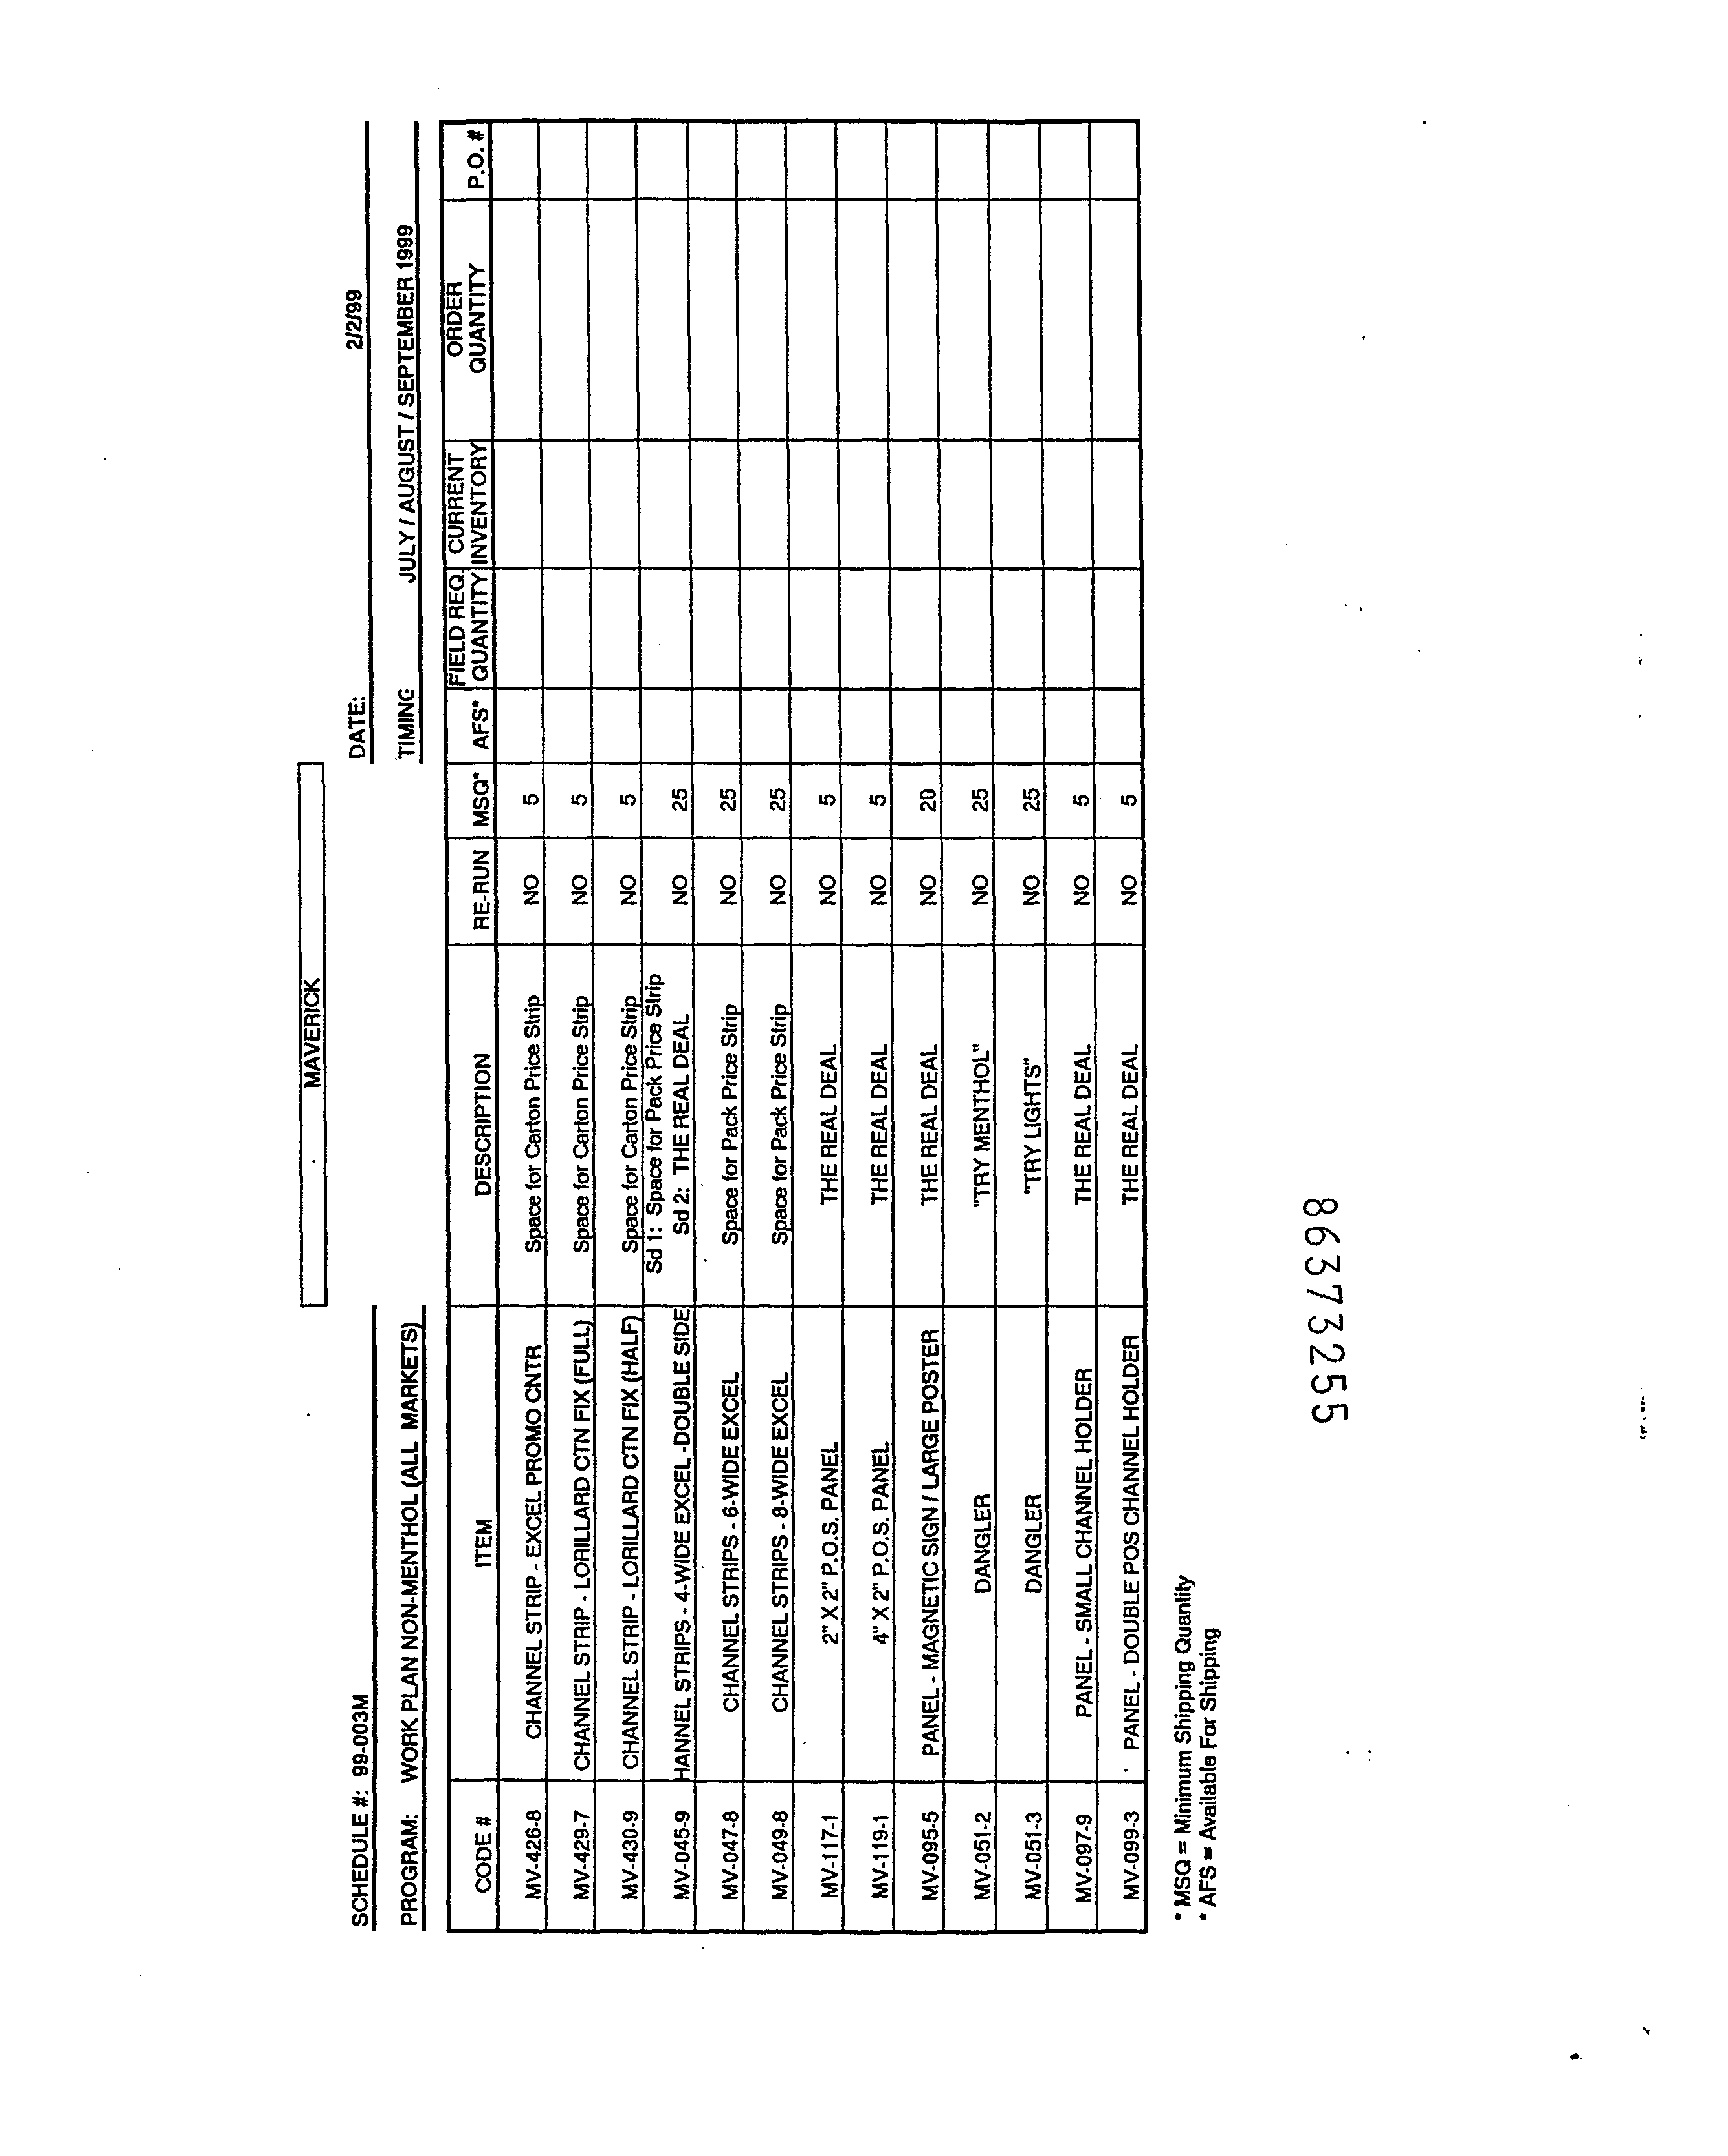 MAVERICK
SCHEDULE #: 99-003M DATE: 2/2/99
PROGRAM: WORK PLAN NON-MENTHOL (ALL MARKETS) TIMING JULY / AUGUST / SEPTEMBER 1999
CODE # ITEM DESCRIPTION RE-RUN MSQ* AFS* FIELD REQ. QUANTITY CURRENT INVENTORY ORDER QUANTITY P.O. #
MV-426-8 CHANNEL STRIP - EXCEL PROMO CNTR Space for Carton Price Strip NO 5
MV-429-7 CHANNEL STRIP - LORILLARD CTN FIX (FULL) Space for Carton Price Strip NO 5
MV-430-9 CHANNEL STRIP - LORILLARD CTN FIX (HALF) Space for Carton Price Strip NO 5
MV-045-9 HANNEL STRIPS - 4-WIDE EXCEL -DOUBLE SIDE Sd 1: Space for Pack Price Strip Sd 2: THE REAL DEAL NO 25
MV-047-8 CHANNEL STRIPS - 6-WIDE EXCEL Space for Pack Price Strip NO 25
MV-049-8 CHANNEL STRIPS - 8-WIDE EXCEL Space for Pack Price Strip NO 25
MV-117-1 2" X 2" P.O.S. PANEL THE REAL DEAL NO 5
MV-119-1 4" X 2" P.O.S. PANEL THE REAL DEAL NO 5
MV-095-5 PANEL - MAGNETIC SIGN / LARGE POSTER THE REAL DEAL NO 20
MV-051-2 DANGLER "TRY MENTHOL" NO 25
MV-051-3 DANGLER "TRY LIGHTS" NO 25
MV-097-9 PANEL - SMALL CHANNEL HOLDER THE REAL DEAL NO 5
MV-099-3 PANEL - DOUBLE POS CHANNEL HOLDER THE REAL DEAL NO 5
* MSQ = Minimum Shipping Quantity
* AFS = Available For Shipping
86373255